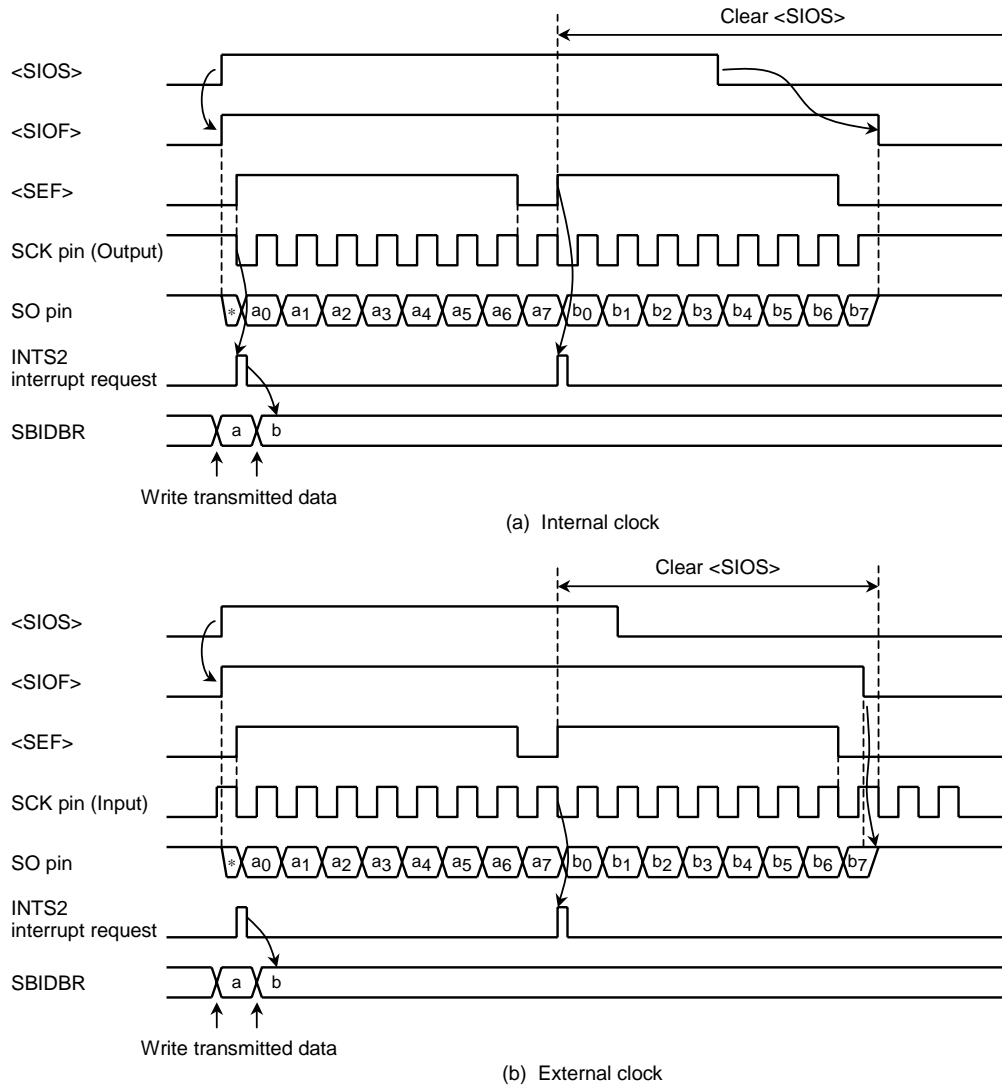 Clear <SIOS>
<SIOS>
<SIOF>
<SEF>
SCK pin (Output)
SO pin
* a0 a1 a2 a3 a4 a5 a6 a7 b0 b1 b2 b3 b4 b5 b6 b7
INTS2
interrupt request
SBIDBR
a b
Write transmitted data
(a) Internal clock
Clear <SIOS>
<SIOS>
<SIOF>
<SEF>
SCK pin (Input)
SO pin
* a0 a1 a2 a3 a4 a5 a6 a7 b0 b1 b2 b3 b4 b5 b6 b7
INTS2
interrupt request
SBIDBR
a b
Write transmitted data
(b) External clock